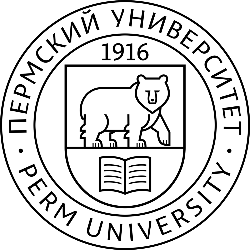 ПЕРМСКИЙ УНИВЕРСИТЕТ
1916
PERM UNIVERSITY